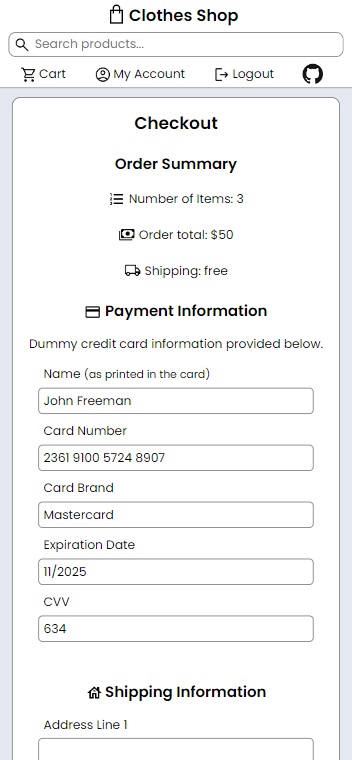 Clothes Shop
Search products...
Cart My Account Logout
Checkout
Order Summary
Number of Items: 3
Order total: $50
Shipping: free
Payment Information
Dummy credit card information provided below.
Name (as printed in the card)
John Freeman
Card Number
2361 9100 5724 8907
Card Brand
Mastercard
Expiration Date
11/2025
CVV
634
Shipping Information
Address Line 1